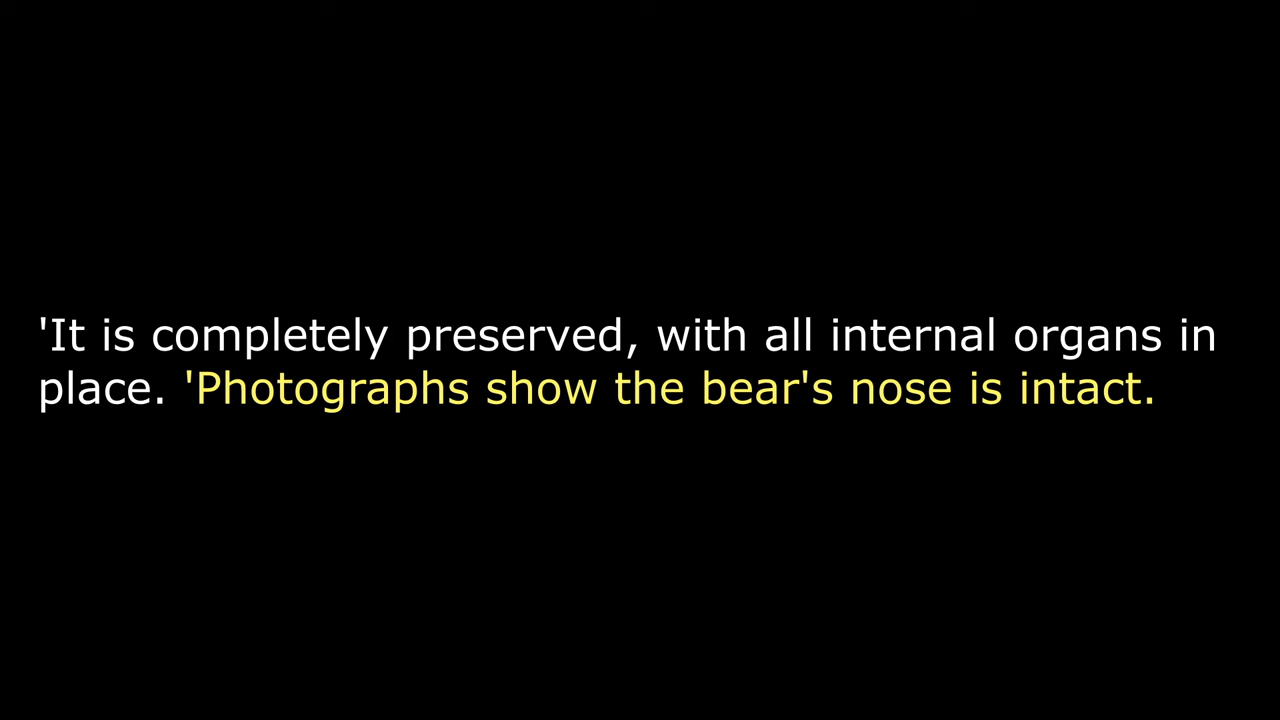 'It is completely preserved, with all internal organs in
place. 'Photographs show the bear's nose is intact.